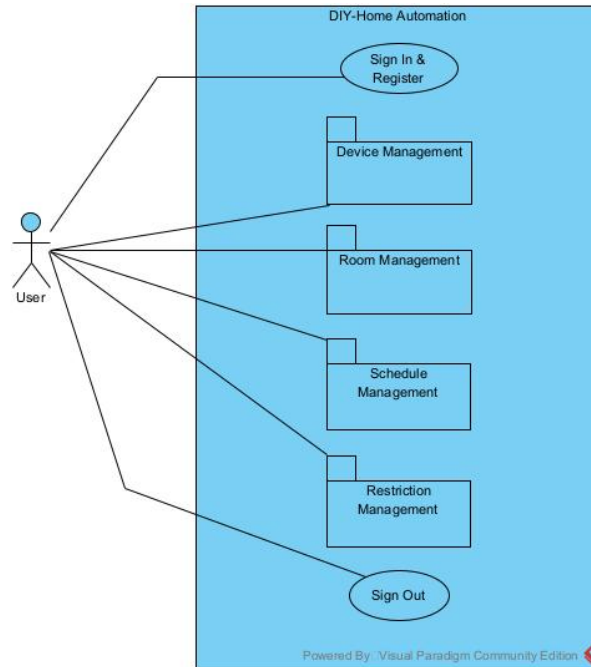 DIY-Home Automation
Sign In &
Register
Device Management
Room Management
User
Schedule
Management
Restriction
Management
Sign Out
Powered By: Visual Paradigm Community Edition